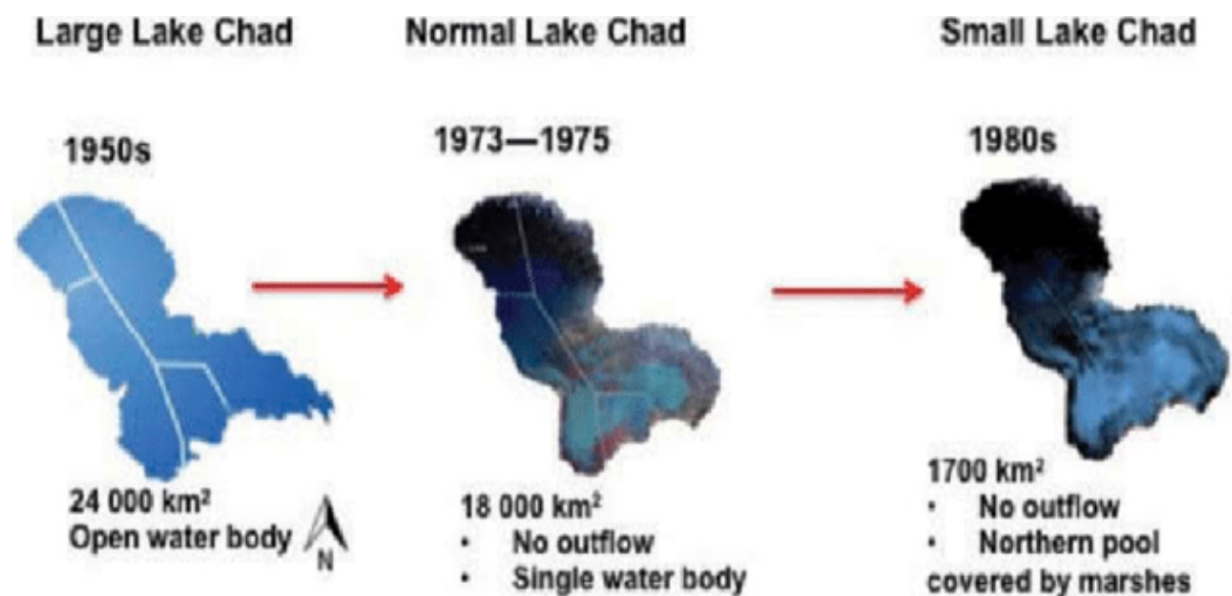 Large Lake Chad
Normal Lake Chad
Small Lake Chad
1950s
1973—1975
1980s
24 000 km²
Open water body
N
18 000 km²
• No outflow
• Single water body
1700 km²
• No outflow
• Northern pool
covered by marshes